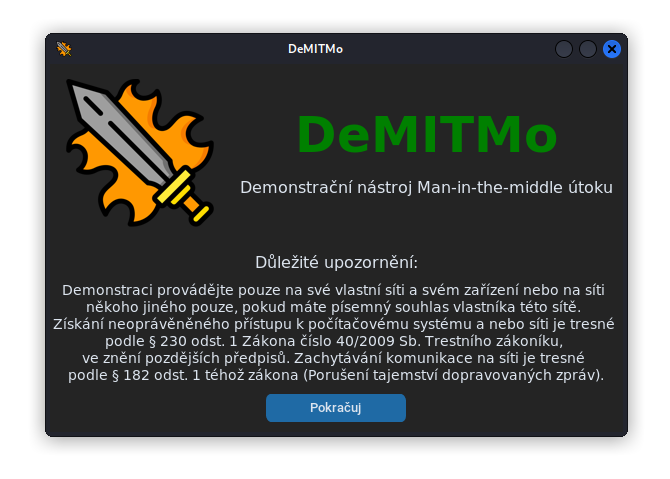 DeMITMo
DeMITMo
Demonstrační nástroj Man-in-the-middle útoku
Důležité upozornění:
Demonstraci provádějte pouze na své vlastní síti a svém zařízení nebo na síti
někoho jiného pouze, pokud máte písemný souhlas vlastníka této sítě.
Získání neoprávěněného přístupu k počítačovému systému a nebo síti je tresné
podle § 230 odst. 1 Zákona číslo 40/2009 Sb. Trestního zákoníku,
ve znění pozdějších předpisů. Zachytávání komunikace na síti je tresné
podle § 182 odst. 1 téhož zákona (Porušení tajemství dopravovaných zpráv).
Pokračuj